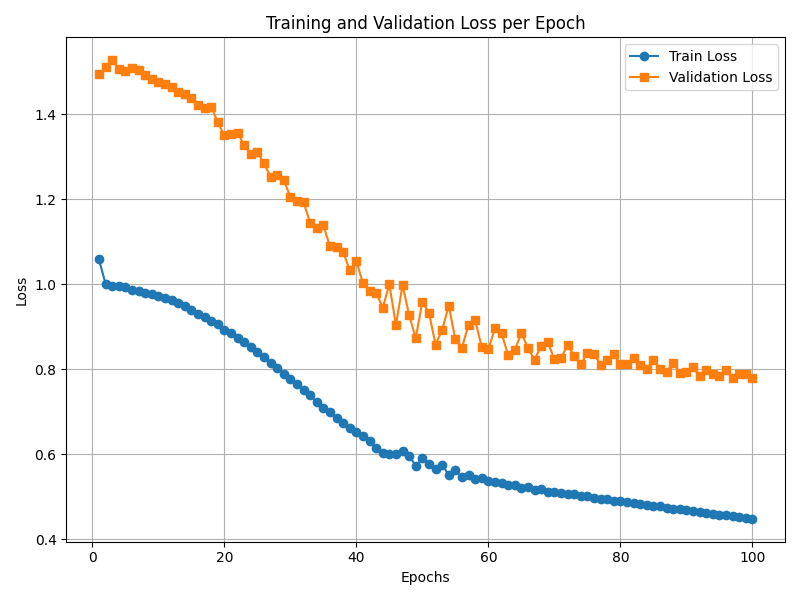 Training and Validation Loss per Epoch
Train Loss
Validation Loss
1.4
1.2
1.0
0.8
0.6
0.4
Loss
0 20 40 60 80 100
Epochs